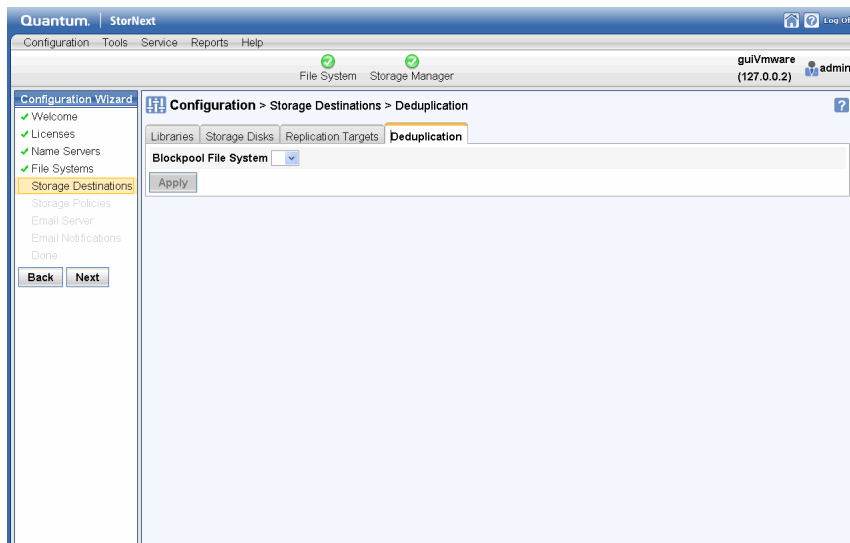 Quantum. | StorNext
Log Of
Configuration Tools Service Reports Help
File System Storage Manager
guiVmware
(127.0.0.2)
admin
Configuration Wizard
Welcome
Licenses
Name Servers
File Systems
Storage Destinations
Storage Policies
Email Server
Email Notifications
Done
Back Next
Configuration > Storage Destinations > Deduplication
?
Libraries Storage Disks Replication Targets Deduplication
Blockpool File System
Apply